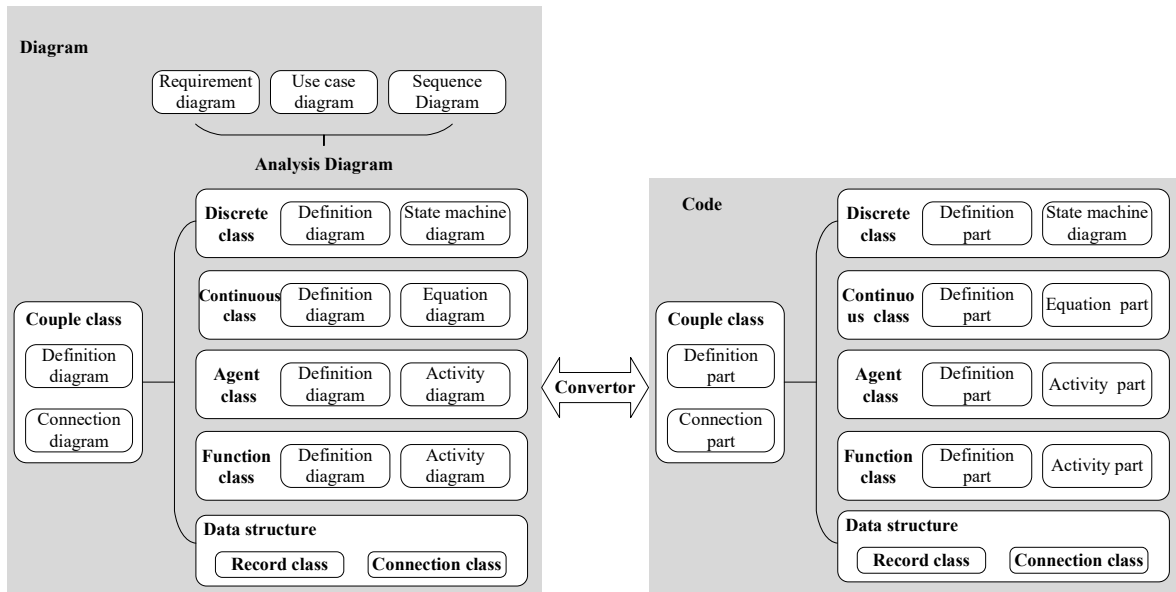 Diagram
Requirement
diagram
Use case
diagram
Sequence
Diagram
Analysis Diagram
Discrete
class
Definition
diagram
State machine
diagram
Continuous
class
Definition
diagram
Equation
diagram
Couple class
Definition
diagram
Connection
diagram
Agent
class
Definition
diagram
Activity
diagram
Function
class
Definition
diagram
Activity
diagram
Data structure
Record class
Connection class
Convertor
Code
Discrete
class
Definition
part
State machine
diagram
Continuo
us class
Definition
part
Equation part
Couple class
Definition
part
Connection
part
Agent
class
Definition
part
Activity part
Function
class
Definition
part
Activity part
Data structure
Record class
Connection class